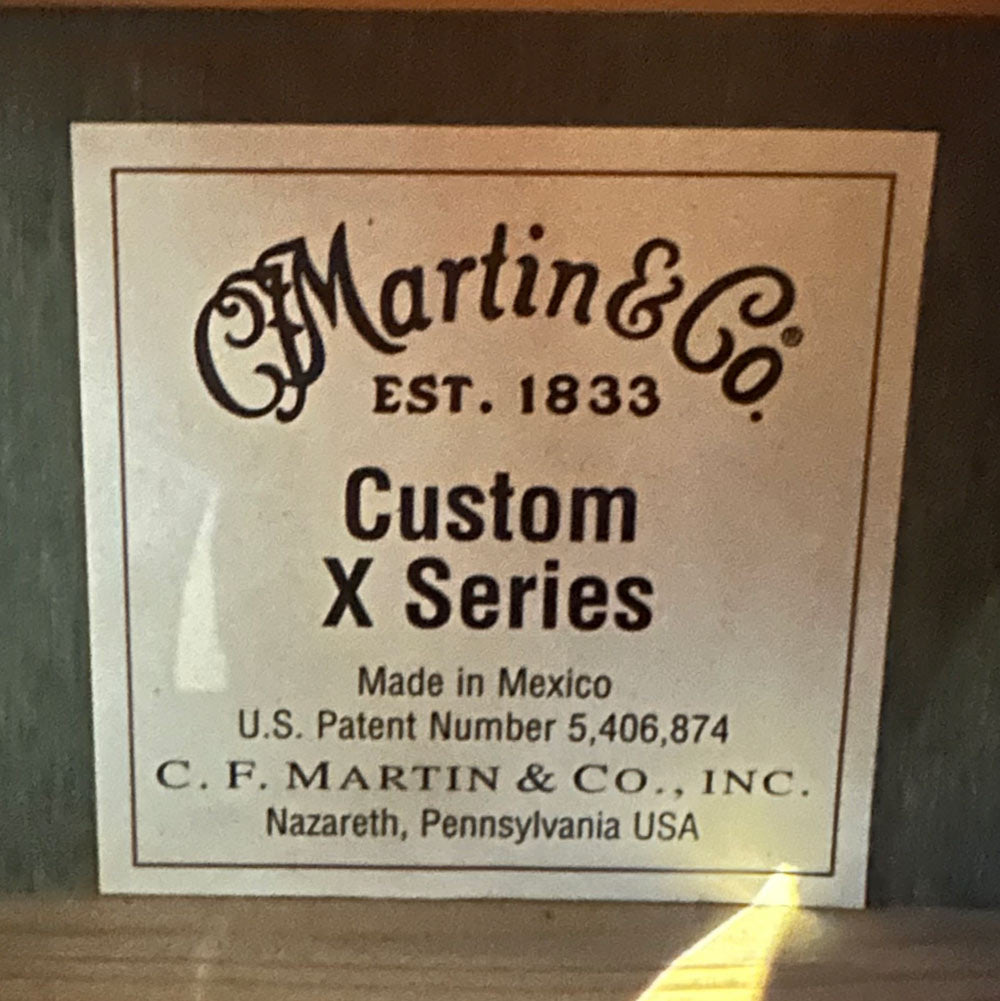 CFMartin & Co.®
EST. 1833
Custom
X Series
Made in Mexico
U.S. Patent Number 5,406,874
C. F. MARTIN & CO., INC.
Nazareth, Pennsylvania USA